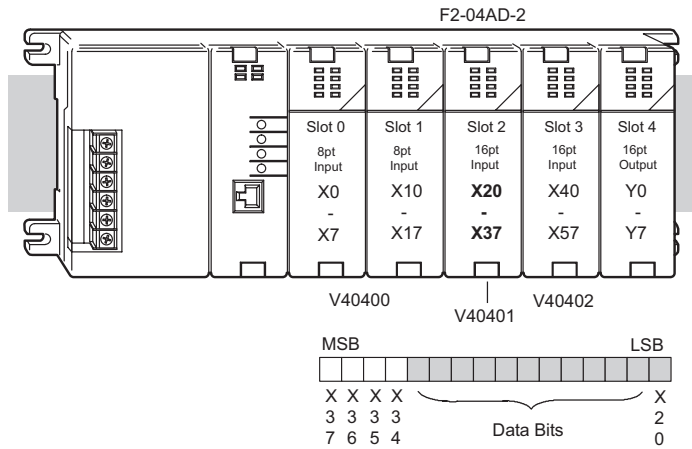 F2-04AD-2
Slot 0
Slot 1
Slot 2
Slot 3
Slot 4
8pt
8pt
16pt
16pt
16pt
Input
Input
Input
Input
Output
X0
X10
X20
X40
Y0
-
-
-
-
-
X7
X17
X37
X57
Y7
V40400
V40401
V40402
MSB
LSB
X
X
X
X
X
3
3
3
3
2
7
6
5
4
0
Data Bits